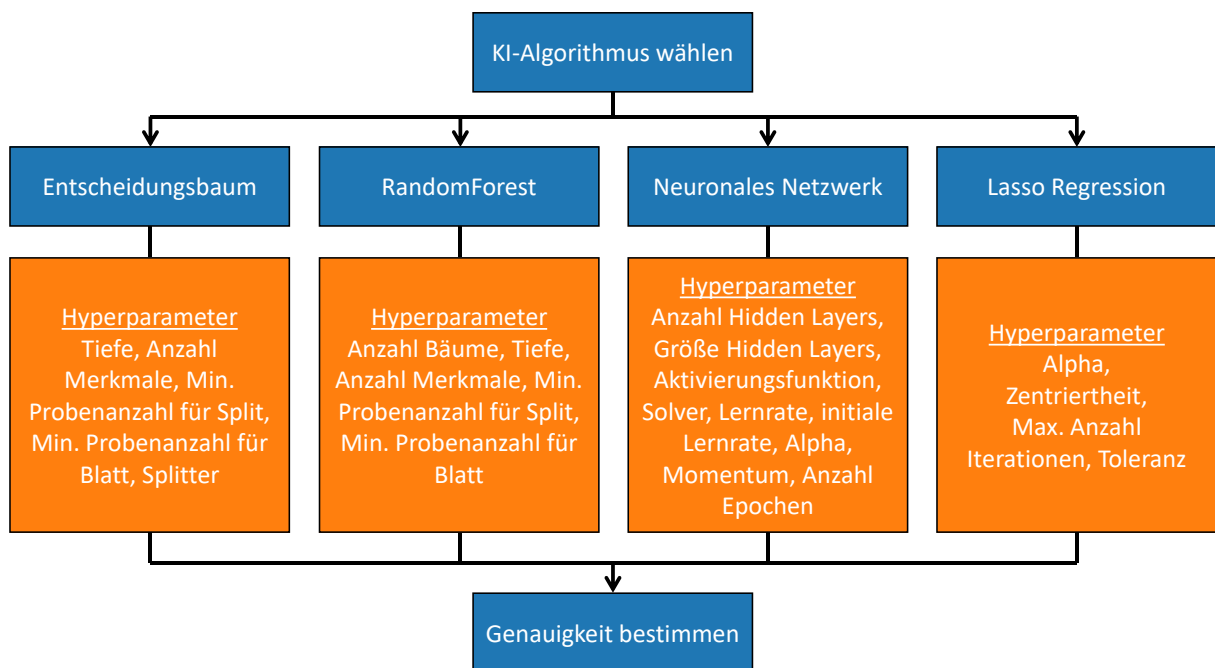 KI-Algorithmus wählen
Entscheidungsbaum
RandomForest
Neuronales Netzwerk
Lasso Regression
Hyperparameter
Tiefe, Anzahl
Merkmale, Min.
Probenanzahl für Split,
Min. Probenanzahl für
Blatt, Splitter
Hyperparameter
Anzahl Bäume, Tiefe,
Anzahl Merkmale, Min.
Probenanzahl für Split,
Min. Probenanzahl für
Blatt
Hyperparameter
Anzahl Hidden Layers,
Größe Hidden Layers,
Aktivierungsfunktion,
Solver, Lernrate, initiale
Lernrate, Alpha,
Momentum, Anzahl
Epochen
Hyperparameter
Alpha,
Zentriertheit,
Max. Anzahl
Iterationen, Toleranz
Genauigkeit bestimmen